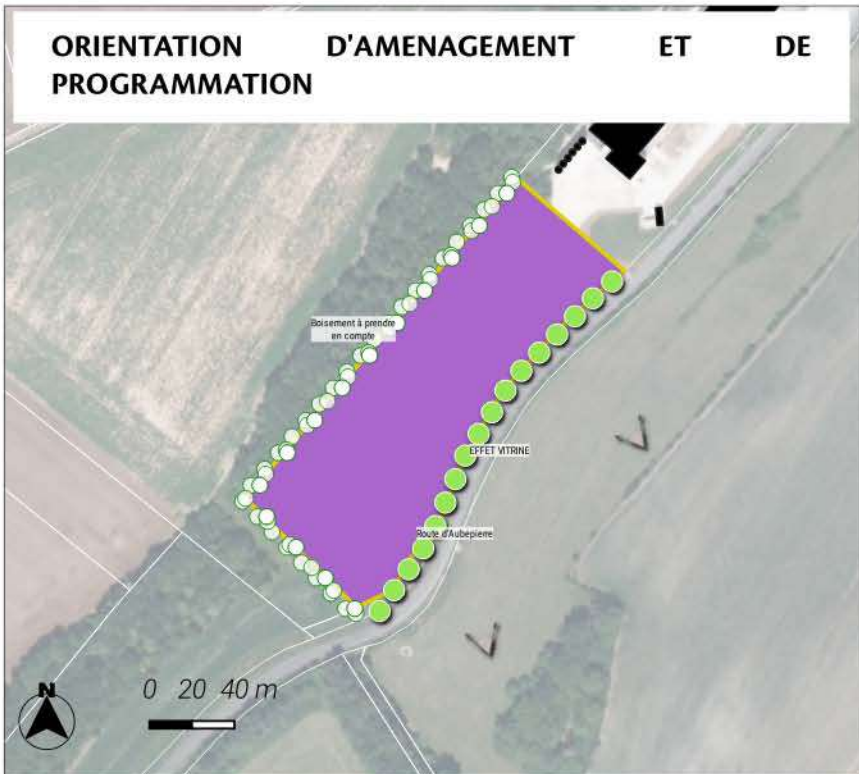 ORIENTATION D'AMENAGEMENT ET DE
PROGRAMMATION
Boisement à prendre
en compte
EFFET VITRINE
Route d'Aubepierre
N
0 20 40 m